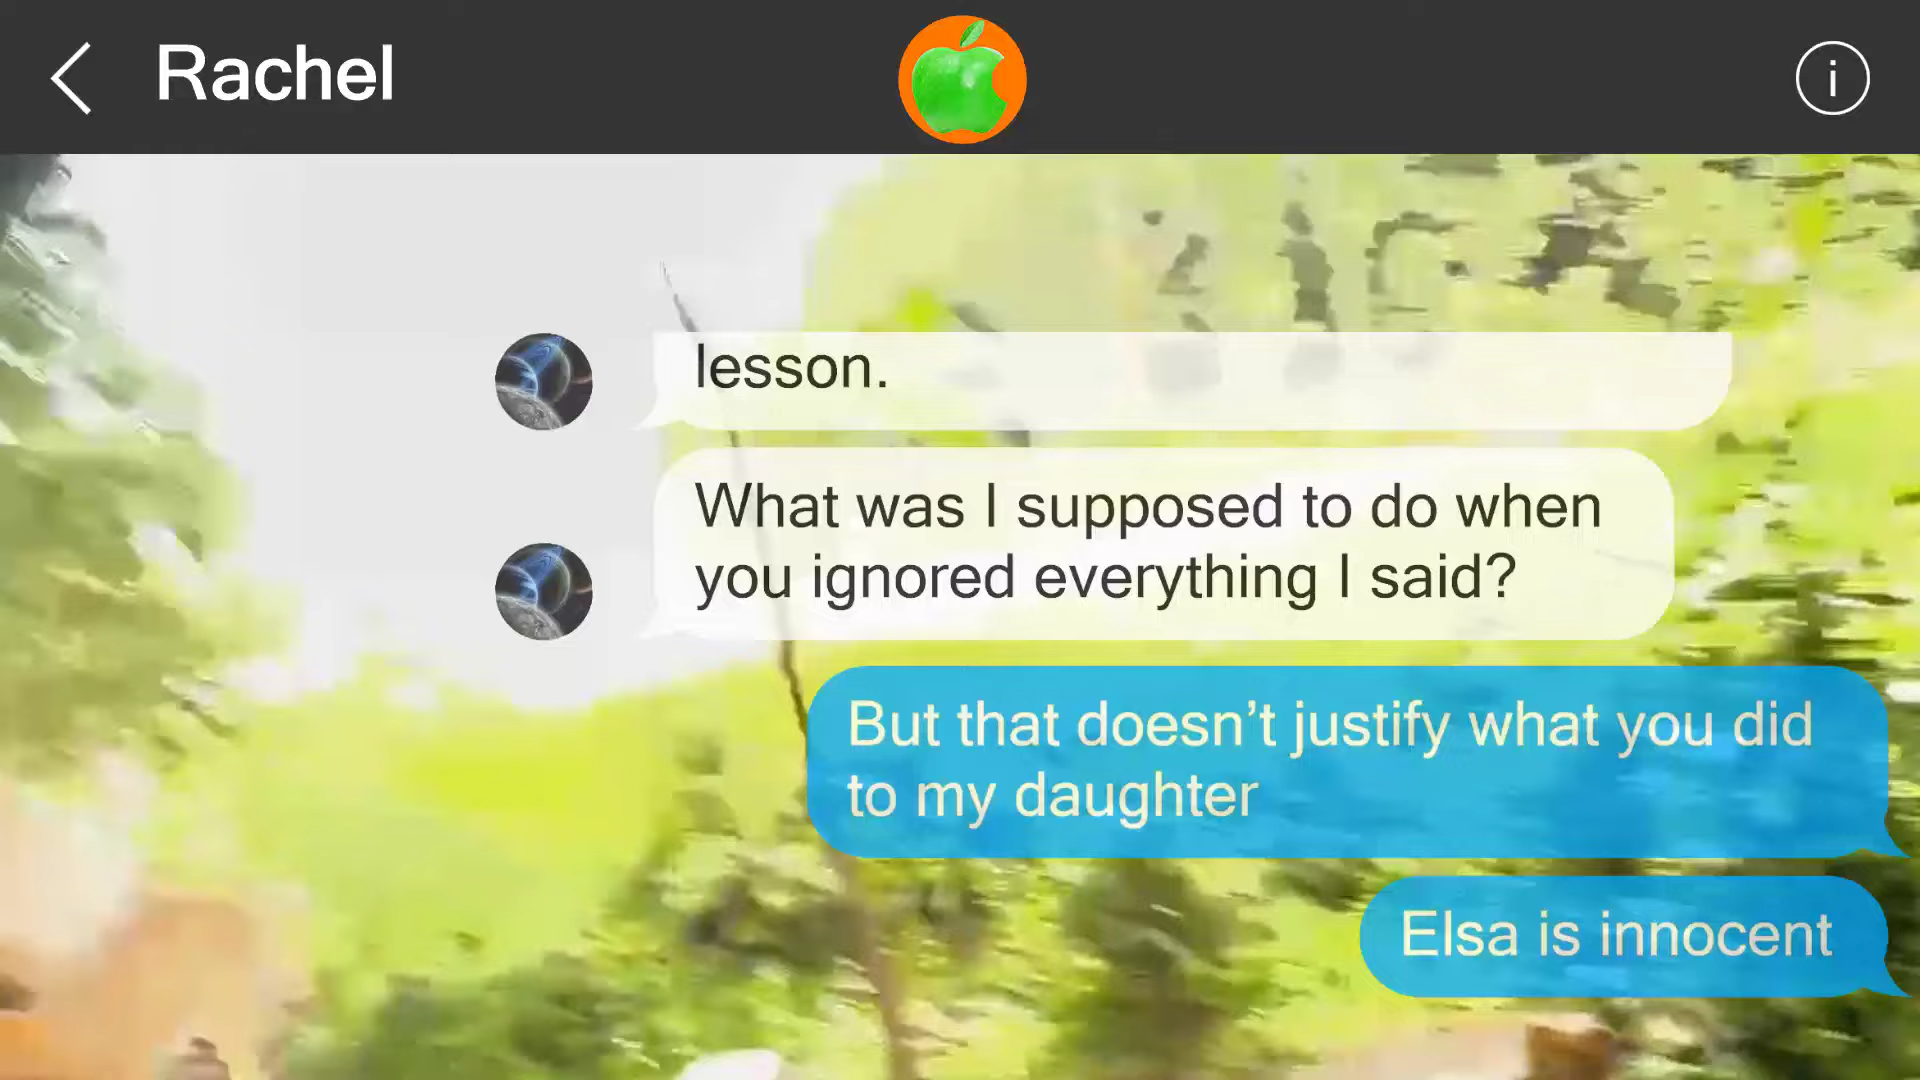 Rachel
lesson.
What was I supposed to do when
you ignored everything I said?
But that doesn’t justify what you did
to my daughter
Elsa is innocent